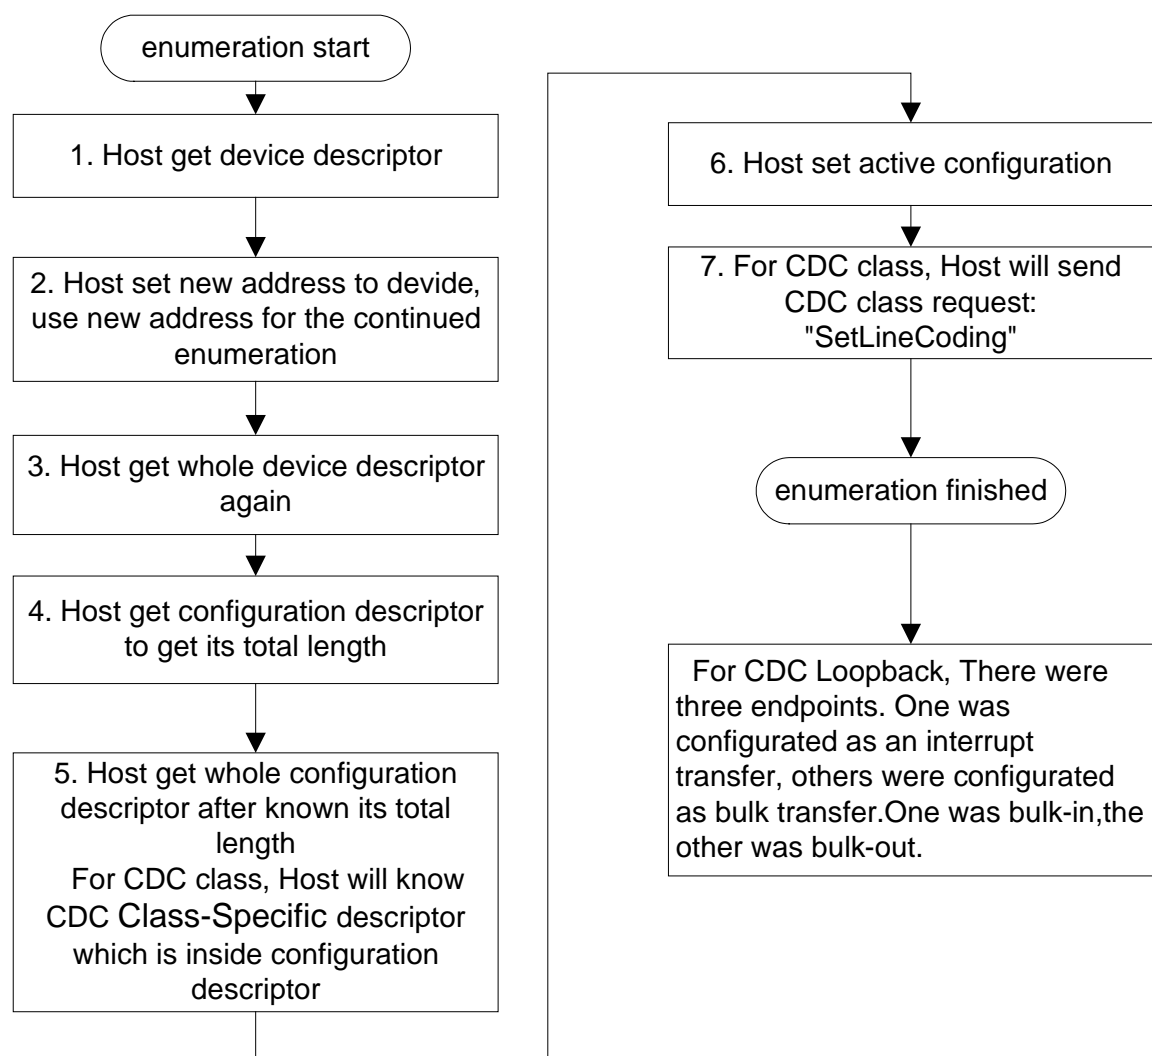 enumeration start
1. Host get device descriptor
2. Host set new address to devide,
use new address for the continued
enumeration
3. Host get whole device descriptor
again
4. Host get configuration descriptor
to get its total length
5. Host get whole configuration
descriptor after known its total
length
For CDC class, Host will know
CDC Class-Specific descriptor
which is inside configuration
descriptor
6. Host set active configuration
7. For CDC class, Host will send
CDC class request:
"SetLineCoding"
enumeration finished
For CDC Loopback, There were
three endpoints. One was
configurated as an interrupt
transfer, others were configurated
as bulk transfer.One was bulk-in,the
other was bulk-out.